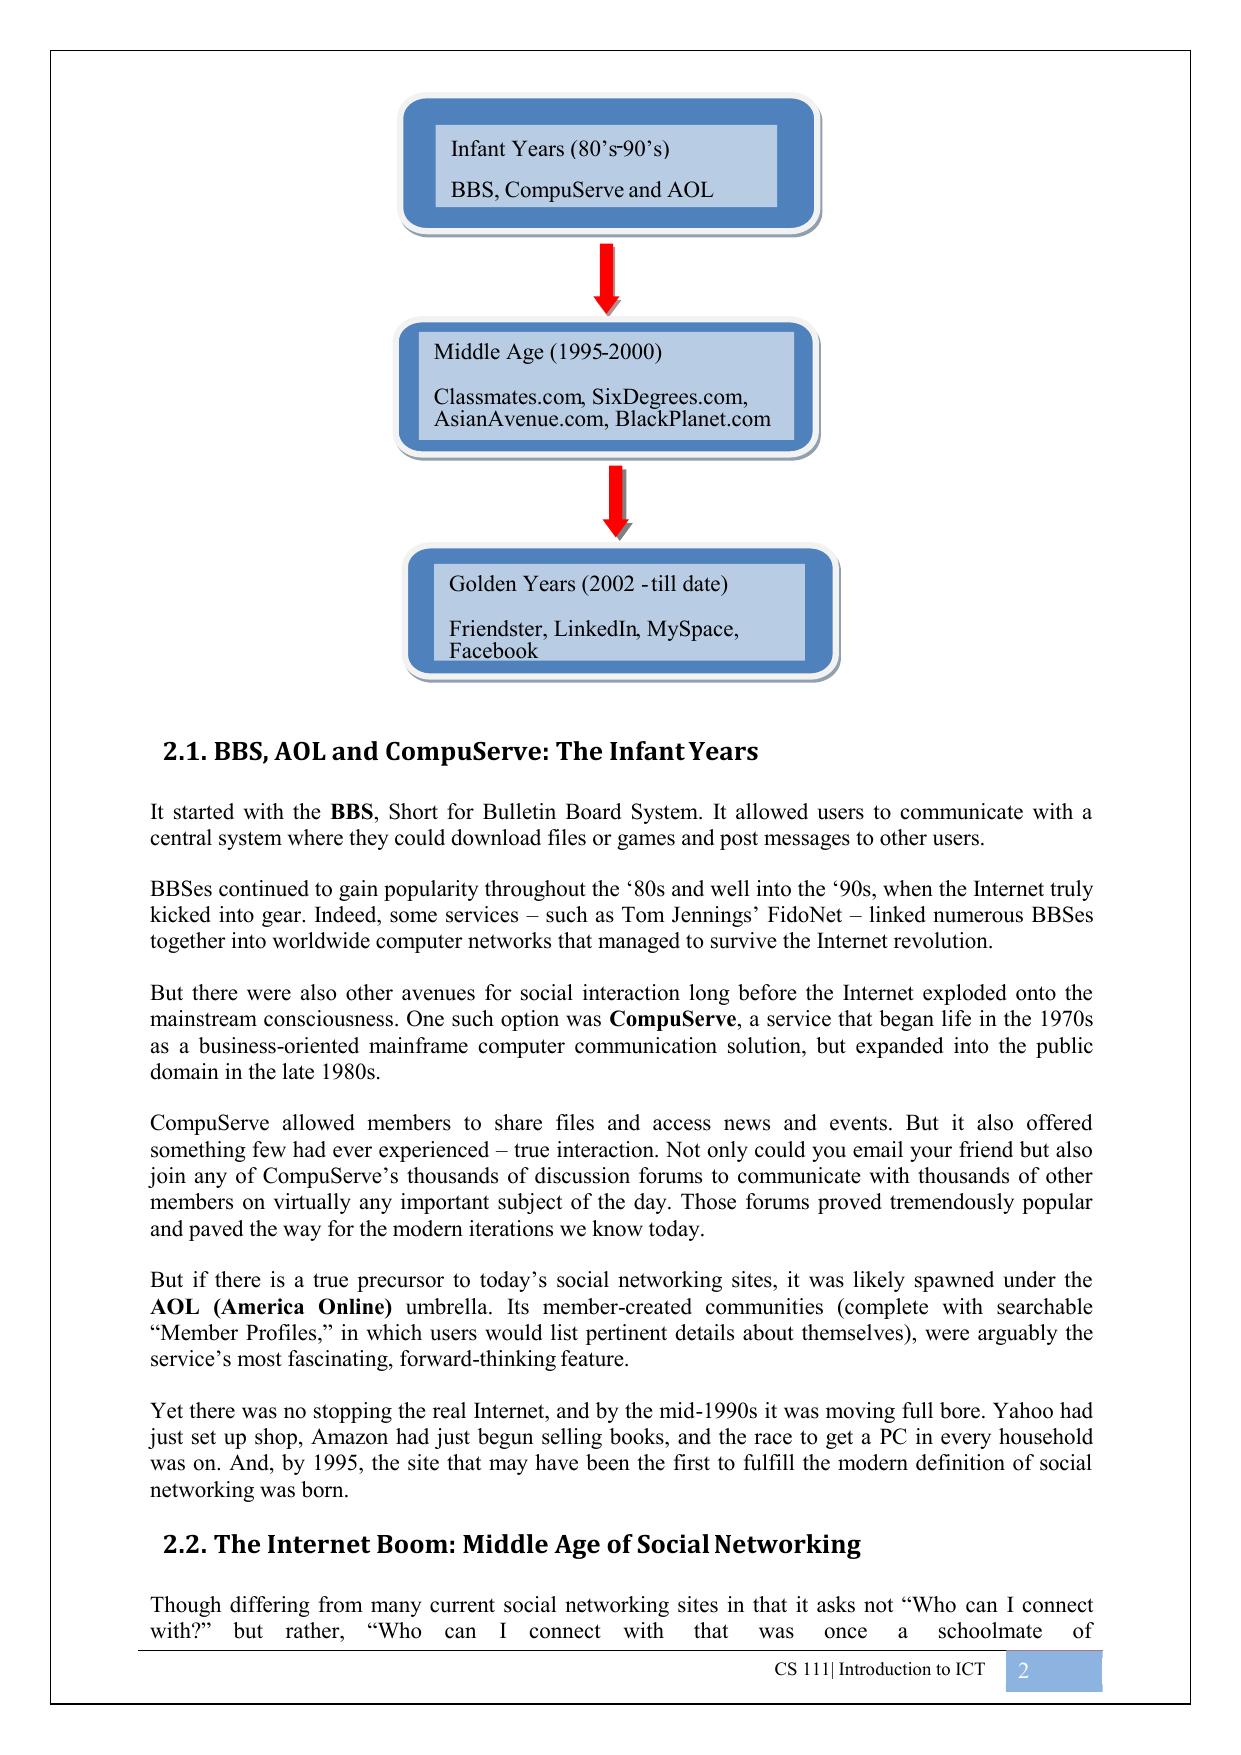 Infant Years (80’s-90’s)
BBS, CompuServe and AOL
Middle Age (1995-2000)
Classmates.com, SixDegrees.com,
AsianAvenue.com, BlackPlanet.com
Golden Years (2002 - till date)
Friendster, LinkedIn, MySpace,
Facebook
2.1. BBS, AOL and CompuServe: The Infant Years
It started with the BBS, Short for Bulletin Board System. It allowed users to communicate with a
central system where they could download files or games and post messages to other users.
BBSes continued to gain popularity throughout the ‘80s and well into the ‘90s, when the Internet truly
kicked into gear. Indeed, some services – such as Tom Jennings’ FidoNet – linked numerous BBSes
together into worldwide computer networks that managed to survive the Internet revolution.
But there were also other avenues for social interaction long before the Internet exploded onto the
mainstream consciousness. One such option was CompuServe, a service that began life in the 1970s
as a business-oriented mainframe computer communication solution, but expanded into the public
domain in the late 1980s.
CompuServe allowed members to share files and access news and events. But it also offered
something few had ever experienced – true interaction. Not only could you email your friend but also
join any of CompuServe’s thousands of discussion forums to communicate with thousands of other
members on virtually any important subject of the day. Those forums proved tremendously popular
and paved the way for the modern iterations we know today.
But if there is a true precursor to today’s social networking sites, it was likely spawned under the
AOL (America Online) umbrella. Its member-created communities (complete with searchable
“Member Profiles,” in which users would list pertinent details about themselves), were arguably the
service’s most fascinating, forward-thinking feature.
Yet there was no stopping the real Internet, and by the mid-1990s it was moving full bore. Yahoo had
just set up shop, Amazon had just begun selling books, and the race to get a PC in every household
was on. And, by 1995, the site that may have been the first to fulfill the modern definition of social
networking was born.
2.2. The Internet Boom: Middle Age of Social Networking
Though differing from many current social networking sites in that it asks not “Who can I connect
with?” but rather, “Who can I connect with that was once a schoolmate of
CS 111| Introduction to ICT 2